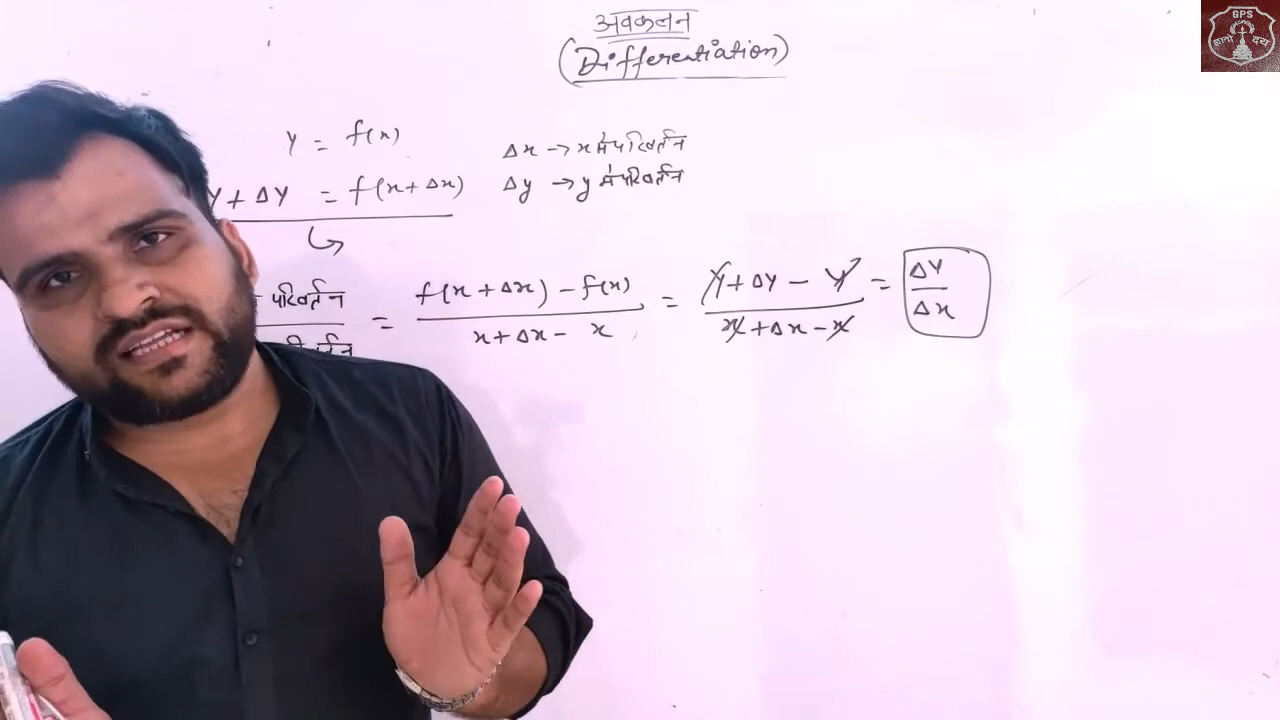 अवकलन
(Differentiation)
y = f(x)
Δx → x में परिवर्तन
y + Δy = f(x + Δx)
Δy → y में परिवर्तन
परिवर्तन = f(x + Δx) - f(x) / x + Δx - x = y + Δy - y / x + Δx - x = Δy / Δx
GPS